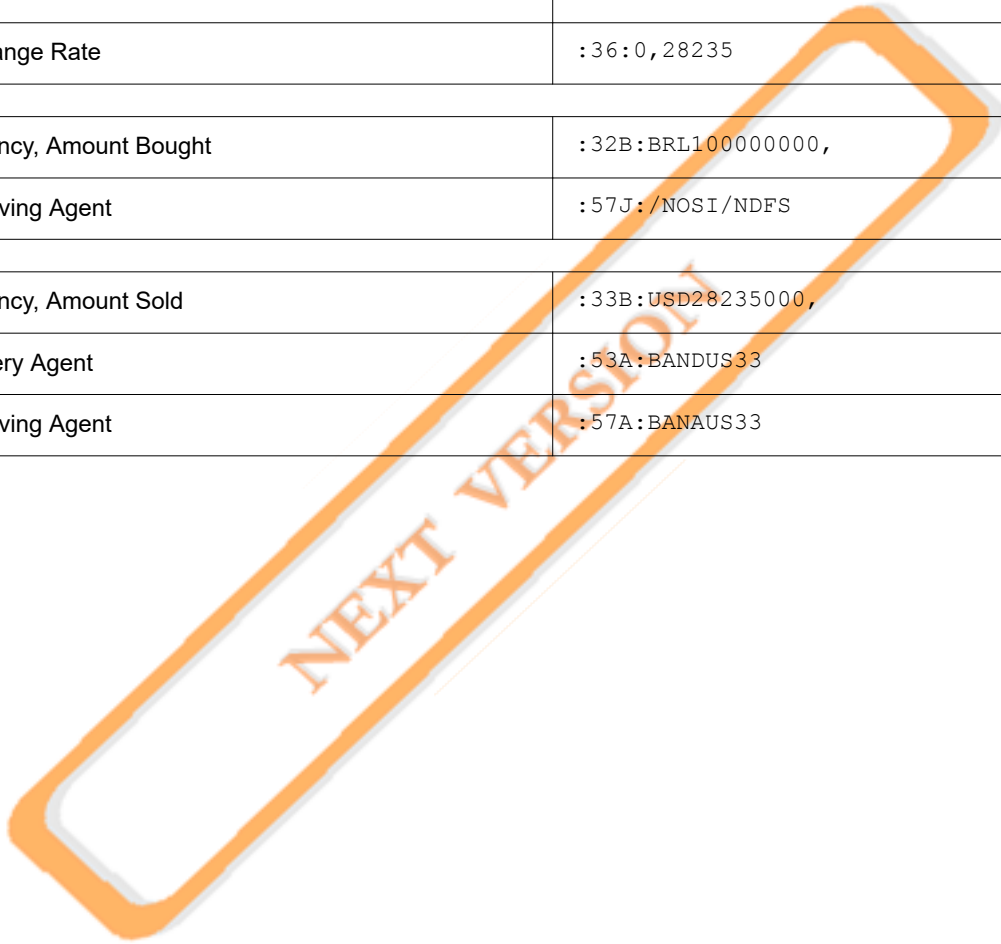 ange Rate :36:0,28235
ncy, Amount Bought :32B:BRL100000000,
ving Agent :57J:/NOSI/NDFS
ncy, Amount Sold :33B:USD28235000,
ery Agent :53A:BANDUS33
ving Agent :57A:BANAUS33
NEXT VERSION